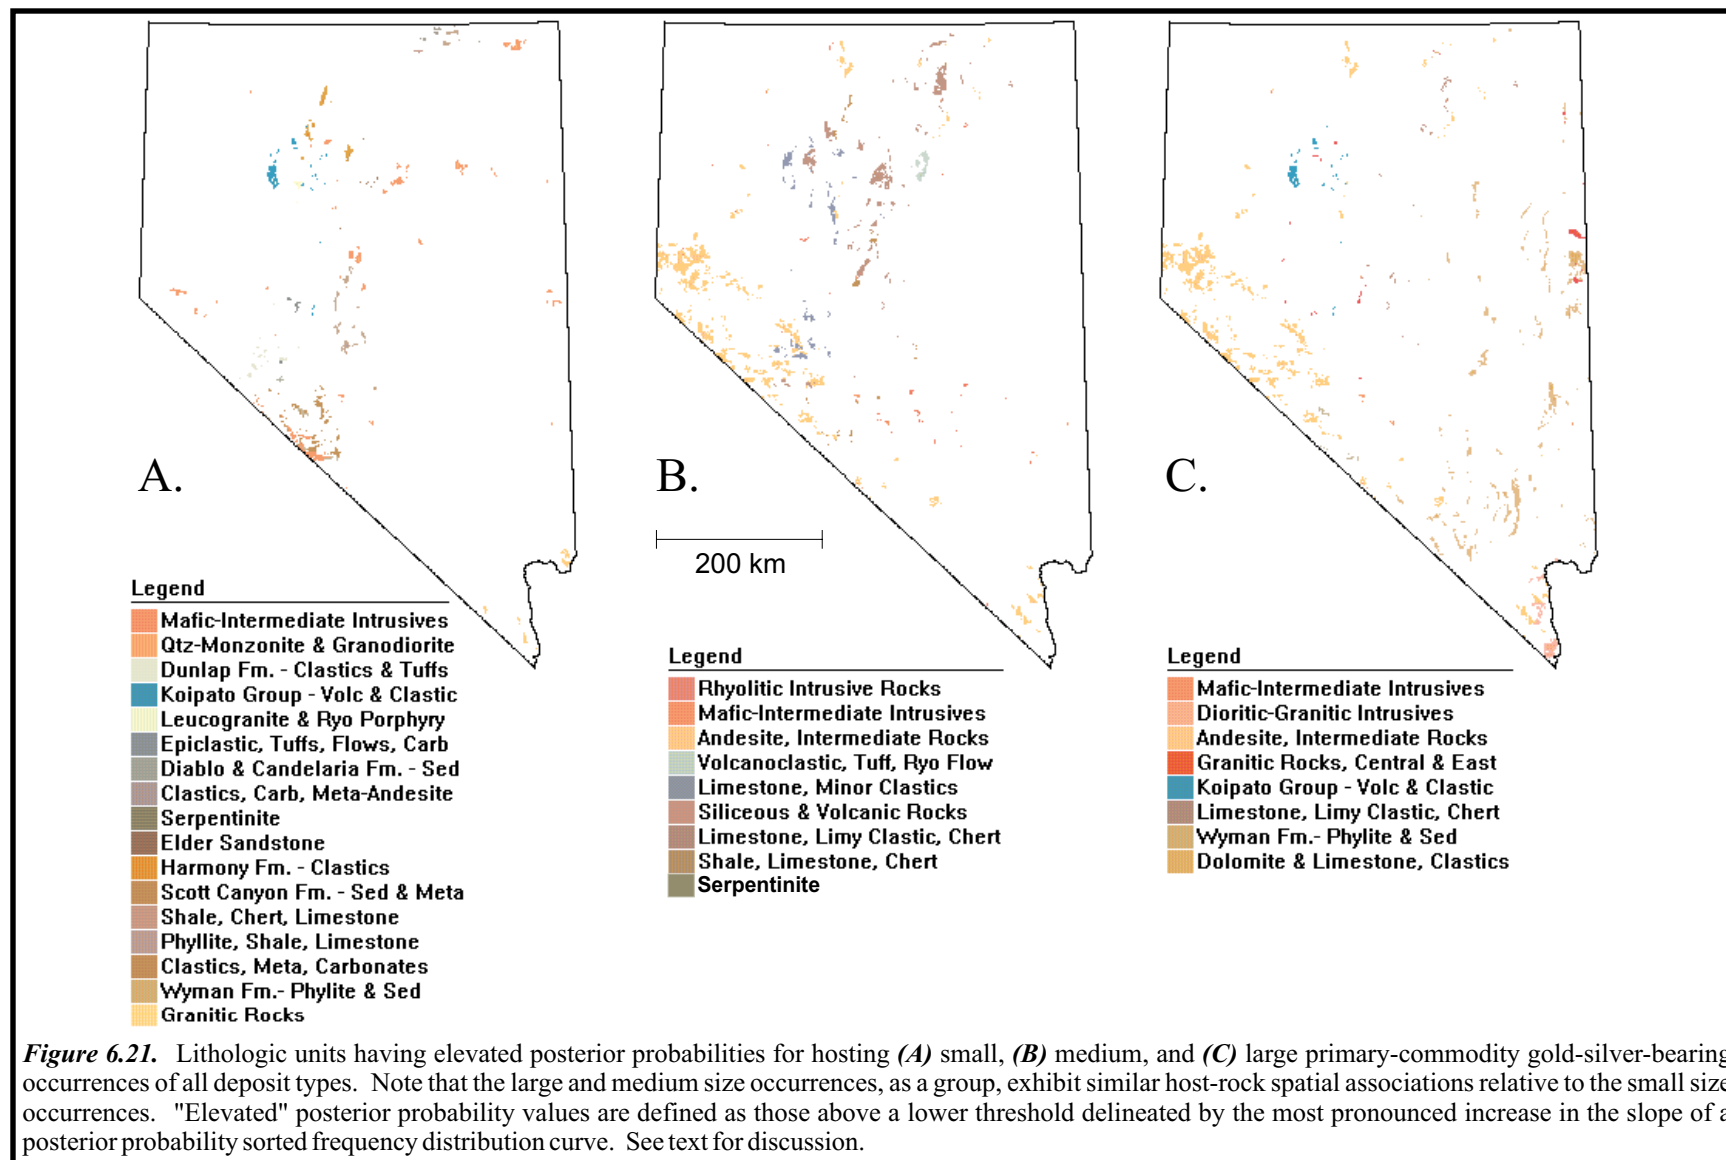 A.
B.
C.
200 km
Legend
Mafic-Intermediate Intrusives
Qtz-Monzonite & Granodiorite
Dunlap Fm. - Clastics & Tuffs
Koipato Group - Volc & Clastic
Leucogranite & Ryo Porphyry
Epiclastic, Tuffs, Flows, Carb
Diablo & Candelaria Fm. - Sed
Clastics, Carb, Meta-Andesite
Serpentinite
Elder Sandstone
Harmony Fm. - Clastics
Scott Canyon Fm. - Sed & Meta
Shale, Chert, Limestone
Phyllite, Shale, Limestone
Clastics, Meta, Carbonates
Wyman Fm.- Phylite & Sed
Granitic Rocks
Legend
Rhyolitic Intrusive Rocks
Mafic-Intermediate Intrusives
Andesite, Intermediate Rocks
Volcanoclastic, Tuff, Ryo Flow
Limestone, Minor Clastics
Siliceous & Volcanic Rocks
Limestone, Limy Clastic, Chert
Shale, Limestone, Chert
Serpentinite
Legend
Mafic-Intermediate Intrusives
Dioritic-Granitic Intrusives
Andesite, Intermediate Rocks
Granitic Rocks, Central & East
Koipato Group - Volc & Clastic
Limestone, Limy Clastic, Chert
Wyman Fm.- Phylite & Sed
Dolomite & Limestone, Clastics
Figure 6.21. Lithologic units having elevated posterior probabilities for hosting (A) small, (B) medium, and (C) large primary-commodity gold-silver-bearing
occurrences of all deposit types. Note that the large and medium size occurrences, as a group, exhibit similar host-rock spatial associations relative to the small size
occurrences. "Elevated" posterior probability values are defined as those above a lower threshold delineated by the most pronounced increase in the slope of a
posterior probability sorted frequency distribution curve. See text for discussion.